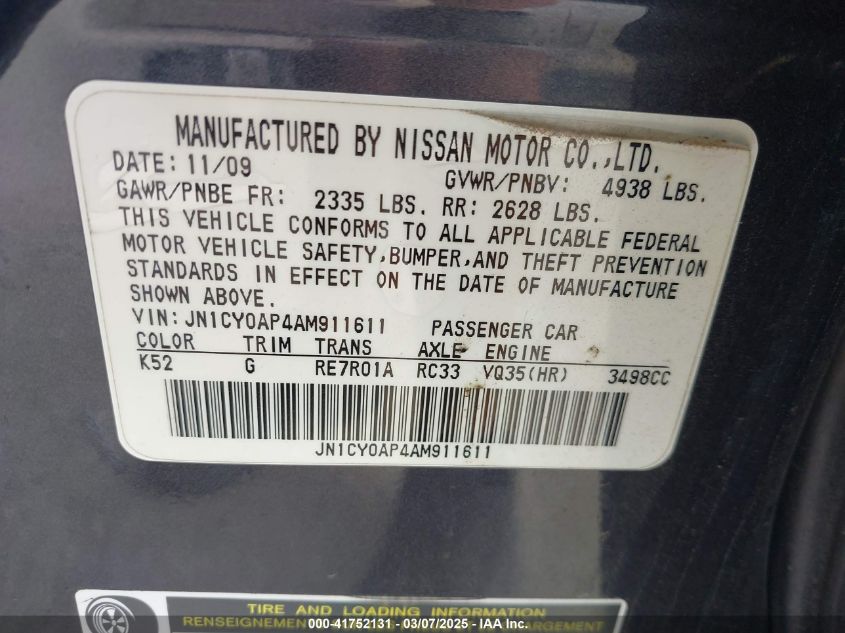 MANUFACTURED BY NISSAN MOTOR CO.,LTD.
DATE: 11/09 GVWR/PNBV: 4938 LBS.
GAWR/PNBE FR: 2335 LBS. RR: 2628 LBS.
THIS VEHICLE CONFORMS TO ALL APPLICABLE FEDERAL
MOTOR VEHICLE SAFETY,BUMPER,AND THEFT PREVENTION
STANDARDS IN EFFECT ON THE DATE OF MANUFACTURE
SHOWN ABOVE.
VIN:JN1CY0AP4AM911611 PASSENGER CAR
COLOR TRIM TRANS AXLE ENGINE
K52 G RE7R01A RC33 VQ35(HR) 3498CC
JN1CY0AP4AM911611
TIRE AND LOADING INFORMATION
RENSEIGNEMENTS
000-41752131 - 03/07/2025 - IAA Inc.